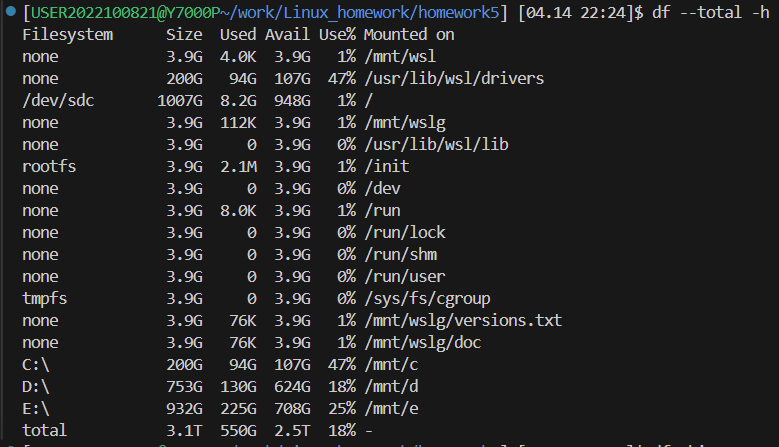 [USER2022100821@Y7000P~/work/Linux_homework/homework5] [04.14 22:24]$ df --total -h
Filesystem      Size  Used Avail Use% Mounted on
none            3.9G  4.0K  3.9G   1% /mnt/wsl
none            200G   94G  107G  47% /usr/lib/wsl/drivers
/dev/sdc       1007G  8.2G  948G   1% /
none            3.9G  112K  3.9G   1% /mnt/wslg
none            3.9G     0  3.9G   0% /usr/lib/wsl/lib
rootfs          3.9G  2.1M  3.9G   1% /init
none            3.9G     0  3.9G   0% /dev
none            3.9G  8.0K  3.9G   1% /run
none            3.9G     0  3.9G   0% /run/lock
none            3.9G     0  3.9G   0% /run/shm
none            3.9G     0  3.9G   0% /run/user
tmpfs           3.9G     0  3.9G   0% /sys/fs/cgroup
none            3.9G   76K  3.9G   1% /mnt/wslg/versions.txt
none            3.9G   76K  3.9G   1% /mnt/wslg/doc
C:\             200G   94G  107G  47% /mnt/c
D:\             753G  130G  624G  18% /mnt/d
E:\             932G  225G  708G  25% /mnt/e
total           3.1T  550G  2.5T  18% -